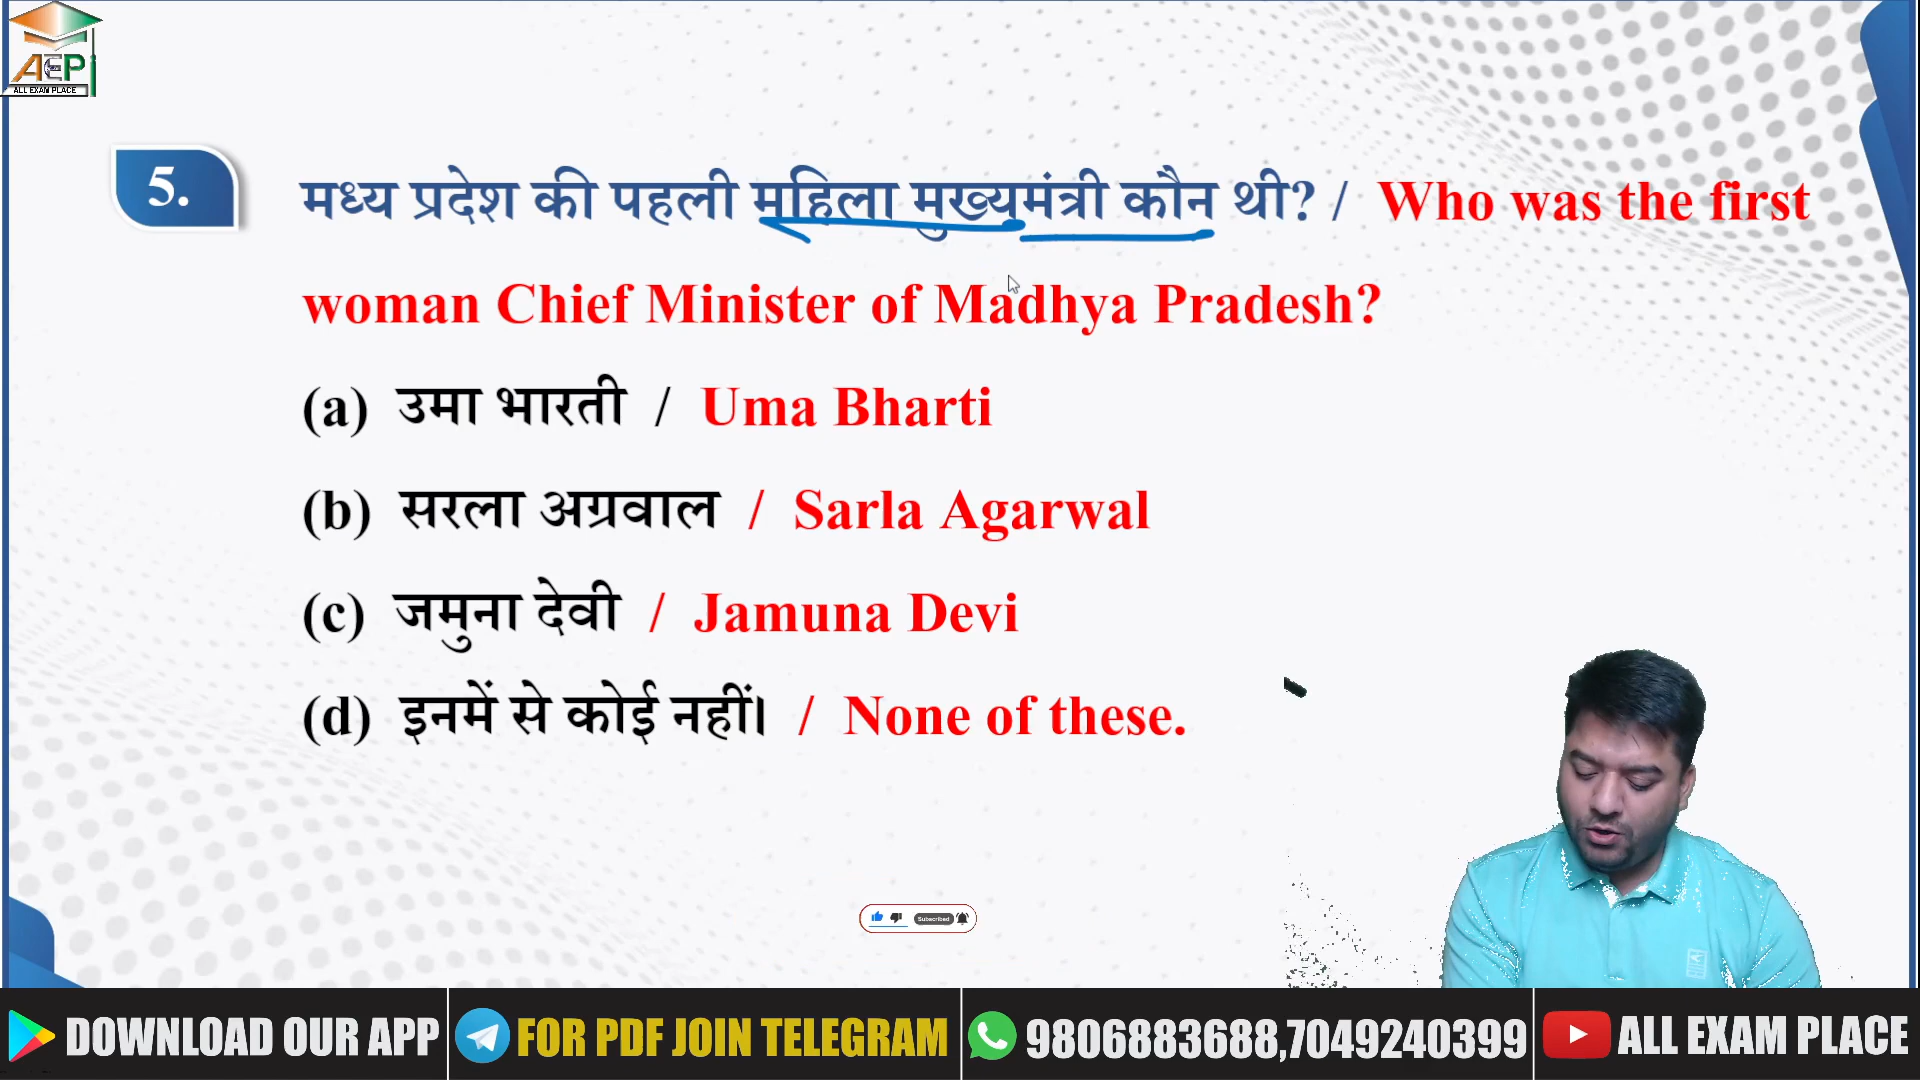 AEP
ALL EXAM PLACE
5.
मध्य प्रदेश की पहली महिला मुख्यमंत्री कौन थी? / Who was the first
woman Chief Minister of Madhya Pradesh?
(a) उमा भारती / Uma Bharti
(b) सरला अग्रवाल / Sarla Agarwal
(c) जमुना देवी / Jamuna Devi
(d) इनमें से कोई नहीं। / None of these.
Subscribed
DOWNLOAD OUR APP
FOR PDF JOIN TELEGRAM
9806883688,7049240399
ALL EXAM PLACE